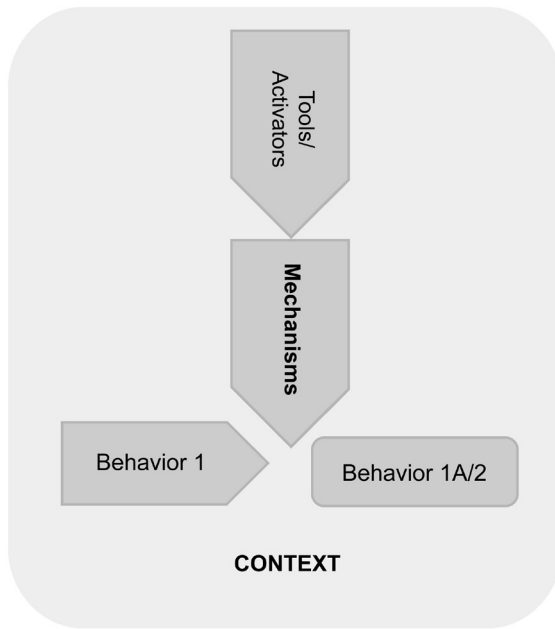 Tools/
Activators
Mechanisms
Behavior 1
Behavior 1A/2
CONTEXT